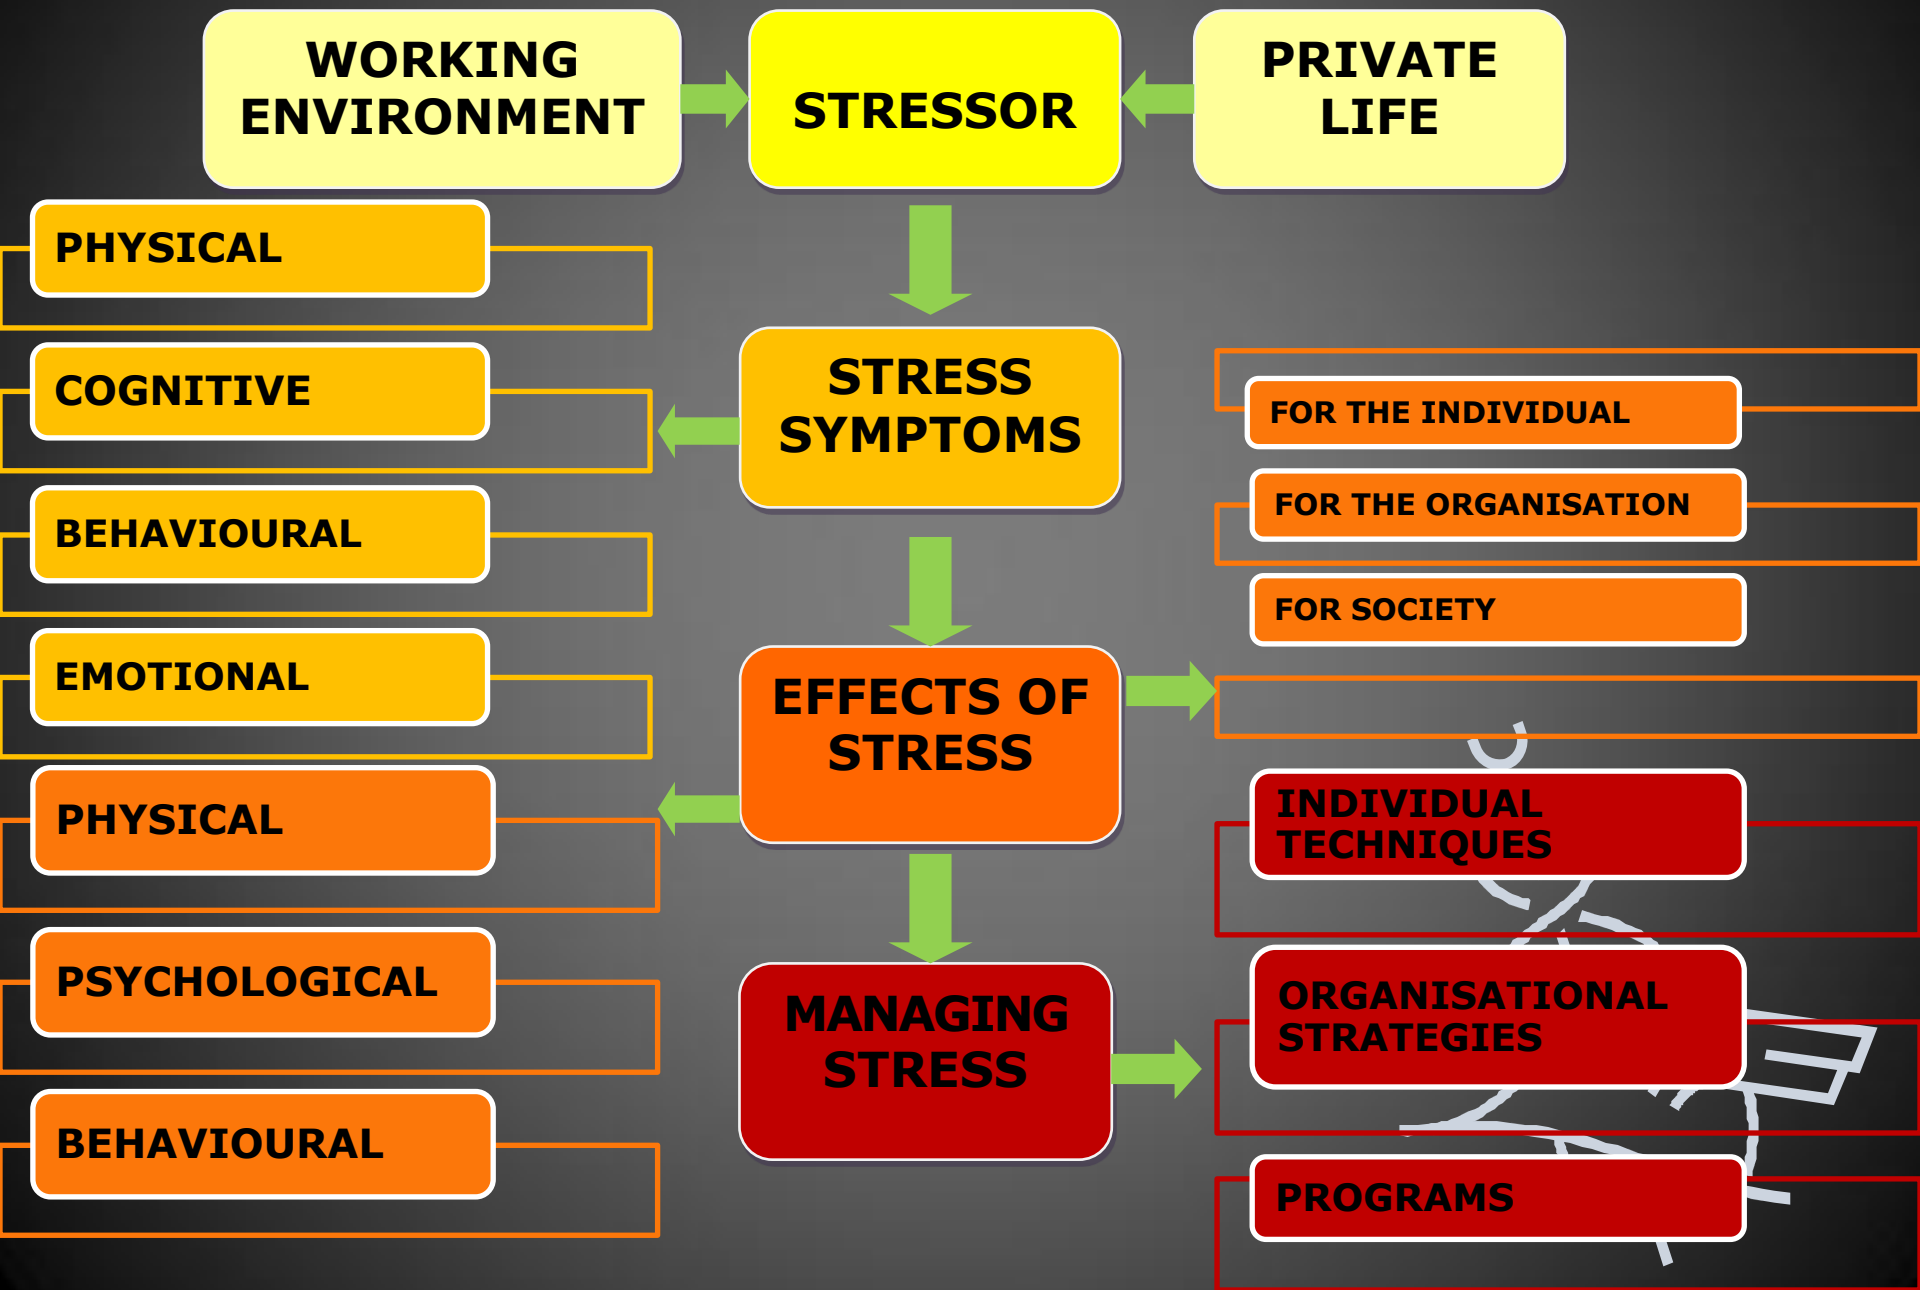 WORKING
ENVIRONMENT
STRESSOR
PRIVATE
LIFE
PHYSICAL
COGNITIVE
BEHAVIOURAL
EMOTIONAL
STRESS
SYMPTOMS
FOR THE INDIVIDUAL
FOR THE ORGANISATION
FOR SOCIETY
EFFECTS OF
STRESS
PHYSICAL
PSYCHOLOGICAL
BEHAVIOURAL
MANAGING
STRESS
INDIVIDUAL
TECHNIQUES
ORGANISATIONAL
STRATEGIES
PROGRAMS